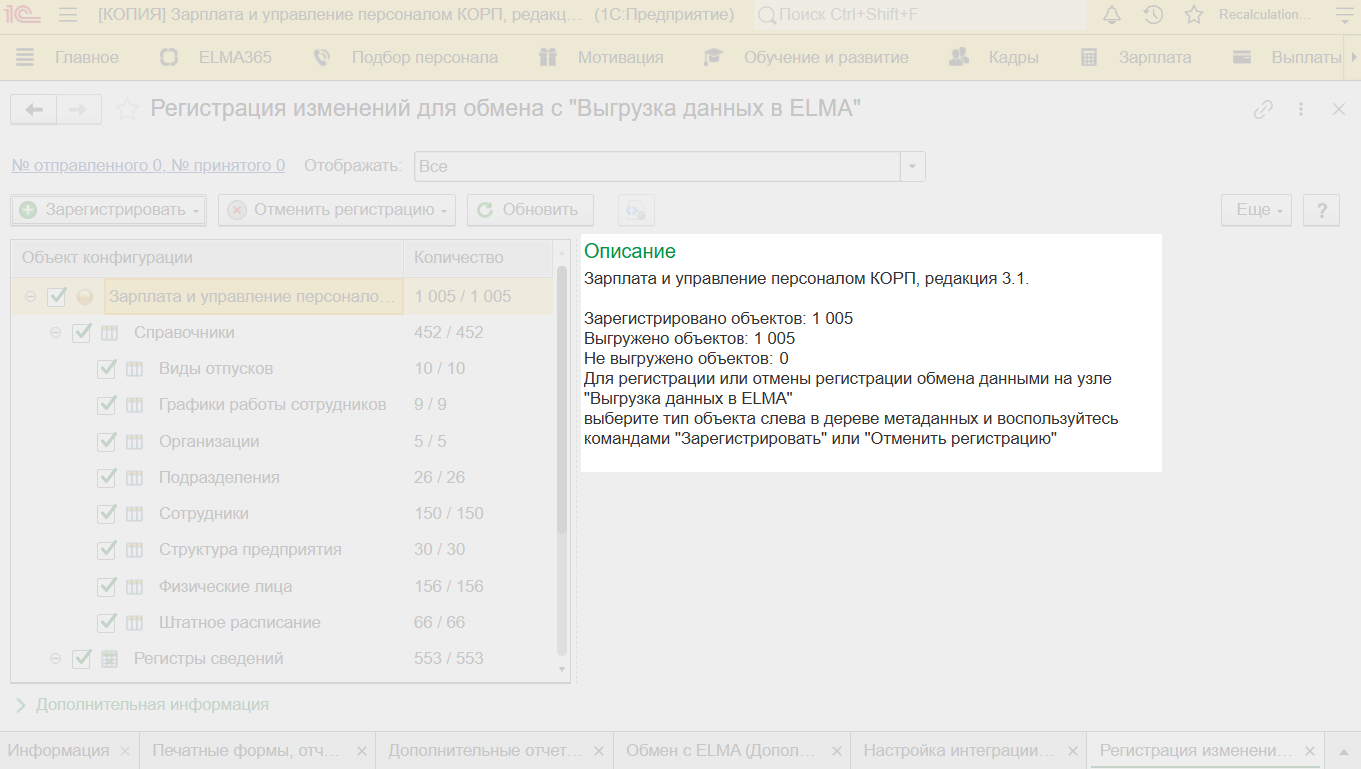 [КОПИЯ] Зарплата и управление персоналом КОРП, редакц... (1С:Предприятие) Поиск Ctrl+Shift+F Recalculation...
Главное ELMA365 Подбор персонала Мотивация Обучение и развитие Кадры Зарплата Выплаты
Регистрация изменений для обмена с "Выгрузка данных в ELMA"
№ отправленного 0, № принятого 0 Отображать: Все
Зарегистрировать Отменить регистрацию Обновить Еще ?
Объект конфигурации Количество
Зарплата и управление персонало... 1 005 / 1 005
Справочники 452 / 452
Виды отпусков 10 / 10
Графики работы сотрудников 9 / 9
Организации 5 / 5
Подразделения 26 / 26
Сотрудники 150 / 150
Структура предприятия 30 / 30
Физические лица 156 / 156
Штатное расписание 66 / 66
Регистры сведений 553 / 553
Описание
Зарплата и управление персоналом КОРП, редакция 3.1.
Зарегистрировано объектов: 1 005
Выгружено объектов: 1 005
Не выгружено объектов: 0
Для регистрации или отмены регистрации обмена данными на узле
"Выгрузка данных в ELMA"
выберите тип объекта слева в дереве метаданных и воспользуйтесь
командами "Зарегистрировать" или "Отменить регистрацию"
Дополнительная информация
Информация Печатные формы, отч... Дополнительные отчет... Обмен с ELMA (Допол... Настройка интеграции... Регистрация изменени...